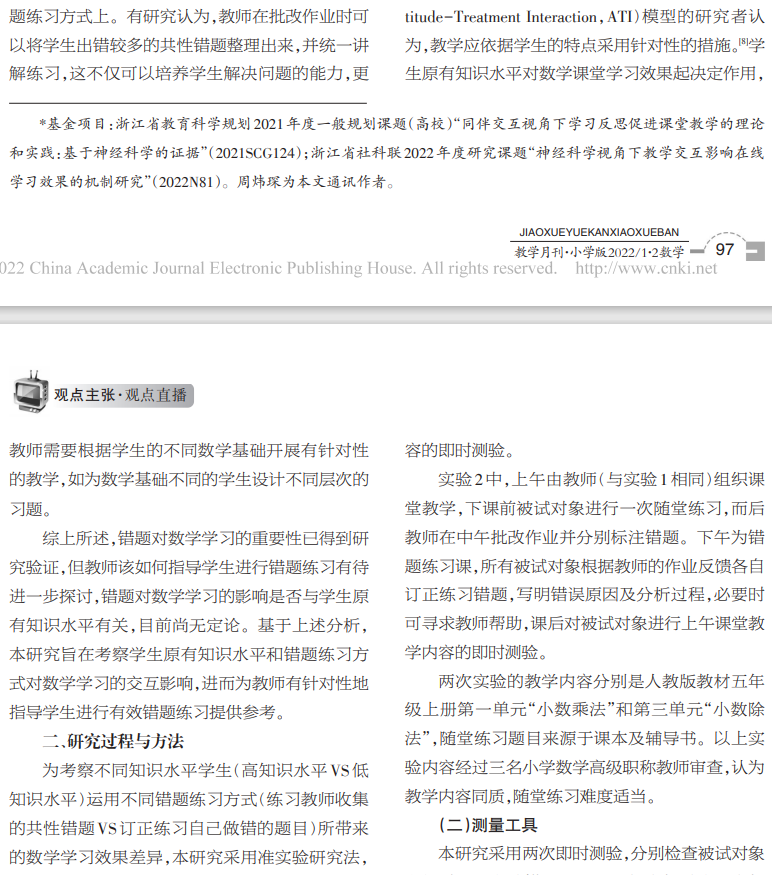 题练习方式上。有研究认为,教师在批改作业时可
以将学生出错较多的共性错题整理出来,并统一讲
解练习,这不仅可以培养学生解决问题的能力,更
titude-Treatment Interaction,ATI)模型的研究者认
为,教学应依据学生的特点采用针对性的措施。[8]学
生原有知识水平对数学课堂学习效果起决定作用,
*基金项目:浙江省教育科学规划2021年度一般规划课题(高校)“同伴交互视角下学习反思促进课堂教学的理论
和实践:基于神经科学的证据”(2021SCG124);浙江省社科联2022年度研究课题“神经科学视角下教学交互影响在线
学习效果的机制研究”(2022N81)。周炜琛为本文通讯作者。
JIAOXUEYUEKANXIAOXUEBAN
教学月刊·小学版2022/1·2数学 97
022 China Academic Journal Electronic Publishing House. All rights reserved. http://www.cnki.net
观点主张·观点直播
教师需要根据学生的不同数学基础开展有针对性
的教学,如为数学基础不同的学生设计不同层次的
习题。
综上所述,错题对数学学习的重要性已得到研
究验证,但教师该如何指导学生进行错题练习有待
进一步探讨,错题对数学学习的影响是否与学生原
有知识水平有关,目前尚无定论。基于上述分析,
本研究旨在考察学生原有知识水平和错题练习方
式对数学学习的交互影响,进而为教师有针对性地
指导学生进行有效错题练习提供参考。
二、研究过程与方法
为考察不同知识水平学生(高知识水平VS低
知识水平)运用不同错题练习方式(练习教师收集
的共性错题VS订正练习自己做错的题目)所带来
的数学学习效果差异,本研究采用准实验研究法,
容的即时测验。
实验2中,上午由教师(与实验1相同)组织课
堂教学,下课前被试对象进行一次随堂练习,而后
教师在中午批改作业并分别标注错题。下午为错
题练习课,所有被试对象根据教师的作业反馈各自
订正练习错题,写明错误原因及分析过程,必要时
可寻求教师帮助,课后对被试对象进行上午课堂教
学内容的即时测验。
两次实验的教学内容分别是人教版教材五年
级上册第一单元“小数乘法”和第三单元“小数除
法”,随堂练习题目来源于课本及辅导书。以上实
验内容经过三名小学数学高级职称教师审查,认为
教学内容同质,随堂练习难度适当。
(二)测量工具
本研究采用两次即时测验,分别检查被试对象